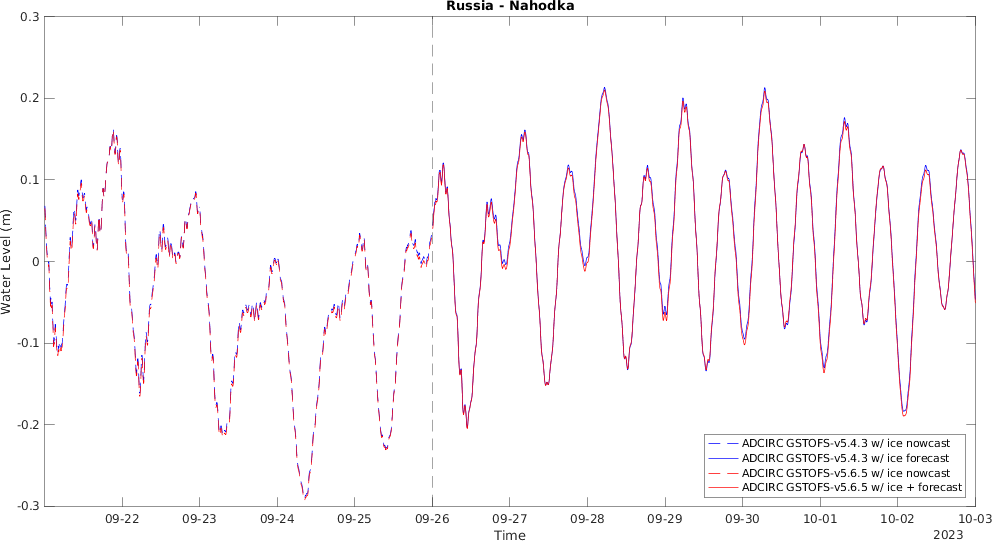 Russia - Nahodka
0.3
0.2
0.1
0
-0.1
-0.2
-0.3
Water Level (m)
09-22
09-23
09-24
09-25
09-26
09-27
09-28
09-29
09-30
10-01
10-02
10-03
Time
2023
ADCIRC GSTOFS-v5.4.3 w/ ice nowcast
ADCIRC GSTOFS-v5.4.3 w/ ice forecast
ADCIRC GSTOFS-v5.6.5 w/ ice nowcast
ADCIRC GSTOFS-v5.6.5 w/ ice + forecast